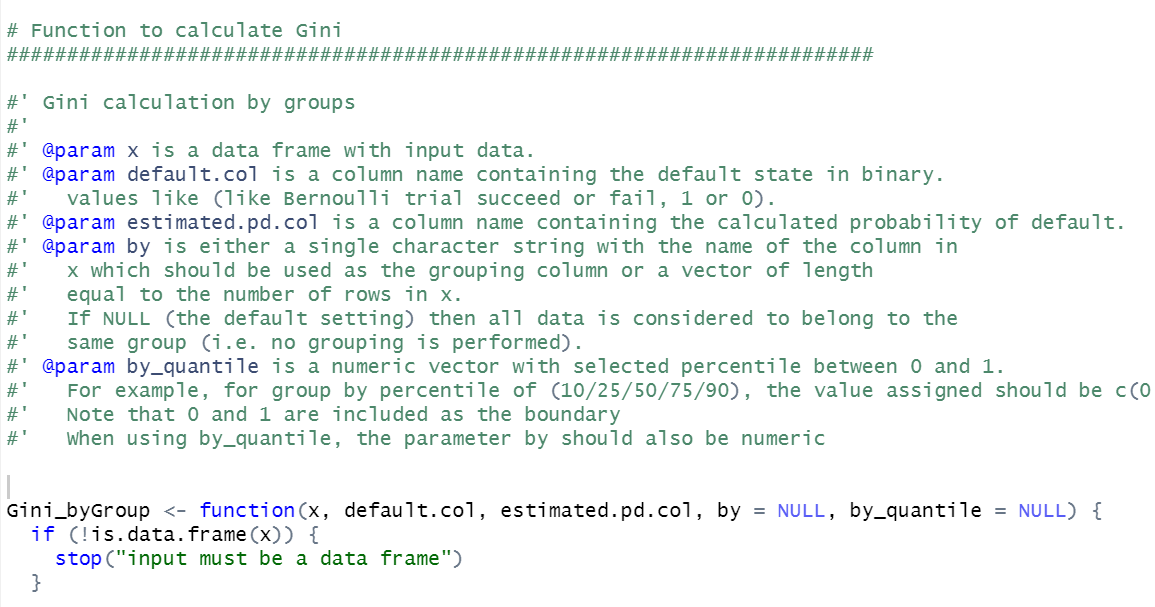 # Function to calculate Gini
########################################################################
#' Gini calculation by groups
#'
#' @param x is a data frame with input data.
#' @param default.col is a column name containing the default state in binary.
#'   values like (like Bernoulli trial succeed or fail, 1 or 0).
#' @param estimated.pd.col is a column name containing the calculated probability of default.
#' @param by is either a single character string with the name of the column in
#'   x which should be used as the grouping column or a vector of length
#'   equal to the number of rows in x.
#'   If NULL (the default setting) then all data is considered to belong to the
#'   same group (i.e. no grouping is performed).
#' @param by_quantile is a numeric vector with selected percentile between 0 and 1.
#'   For example, for group by percentile of (10/25/50/75/90), the value assigned should be c(0
#'   Note that 0 and 1 are included as the boundary
#'   When using by_quantile, the parameter by should also be numeric
Gini_byGroup <- function(x, default.col, estimated.pd.col, by = NULL, by_quantile = NULL) {
  if (!is.data.frame(x)) {
    stop("input must be a data frame")
  }